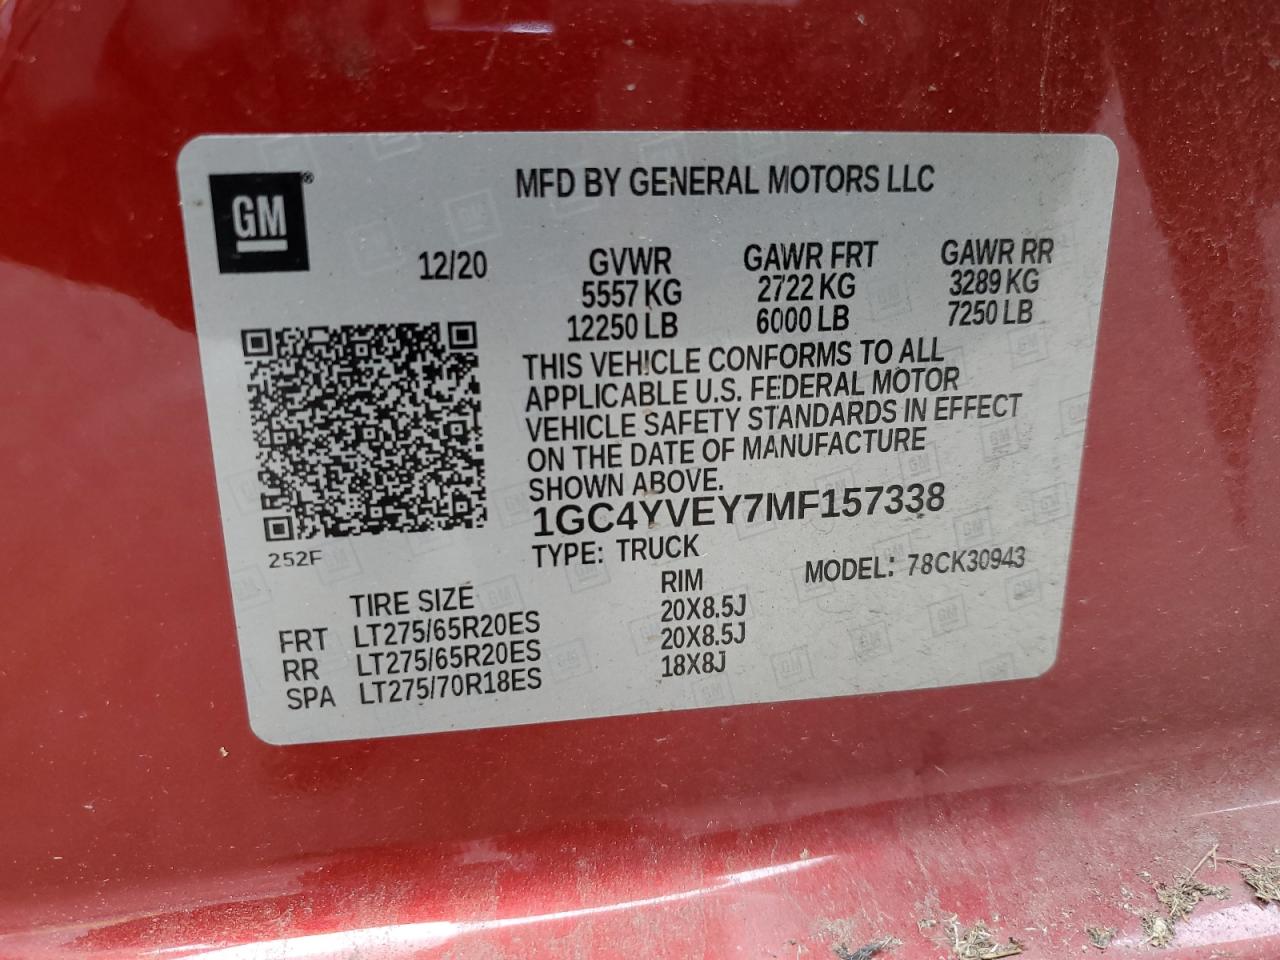 MFD BY GENERAL MOTORS LLC
GM®
12/20
GVWR GAWR FRT GAWR RR
5557 KG 2722 KG 3289 KG
12250 LB 6000 LB 7250 LB
THIS VEHICLE CONFORMS TO ALL
APPLICABLE U.S. FEDERAL MOTOR
VEHICLE SAFETY STANDARDS IN EFFECT
ON THE DATE OF MANUFACTURE
SHOWN ABOVE.
1GC4YVEY7MF157338
252F
TYPE: TRUCK MODEL: 78CK30943
TIRE SIZE RIM
FRT LT275/65R20ES 20X8.5J
RR LT275/65R20ES 20X8.5J
SPA LT275/70R18ES 18X8J